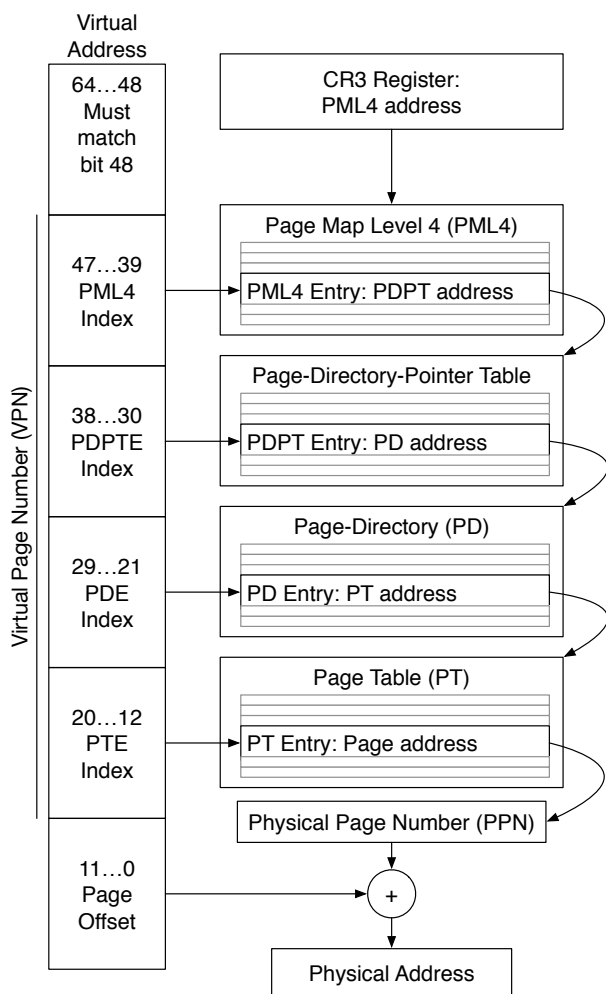 Virtual
Address
64...48
Must
match
bit 48
CR3 Register:
PML4 address
Virtual Page Number (VPN)
47...39
PML4
Index
Page Map Level 4 (PML4)
PML4 Entry: PDPT address
38...30
PDPTE
Index
Page-Directory-Pointer Table
PDPT Entry: PD address
29...21
PDE
Index
Page-Directory (PD)
PD Entry: PT address
20...12
PTE
Index
Page Table (PT)
PT Entry: Page address
Physical Page Number (PPN)
11...0
Page
Offset
+
Physical Address